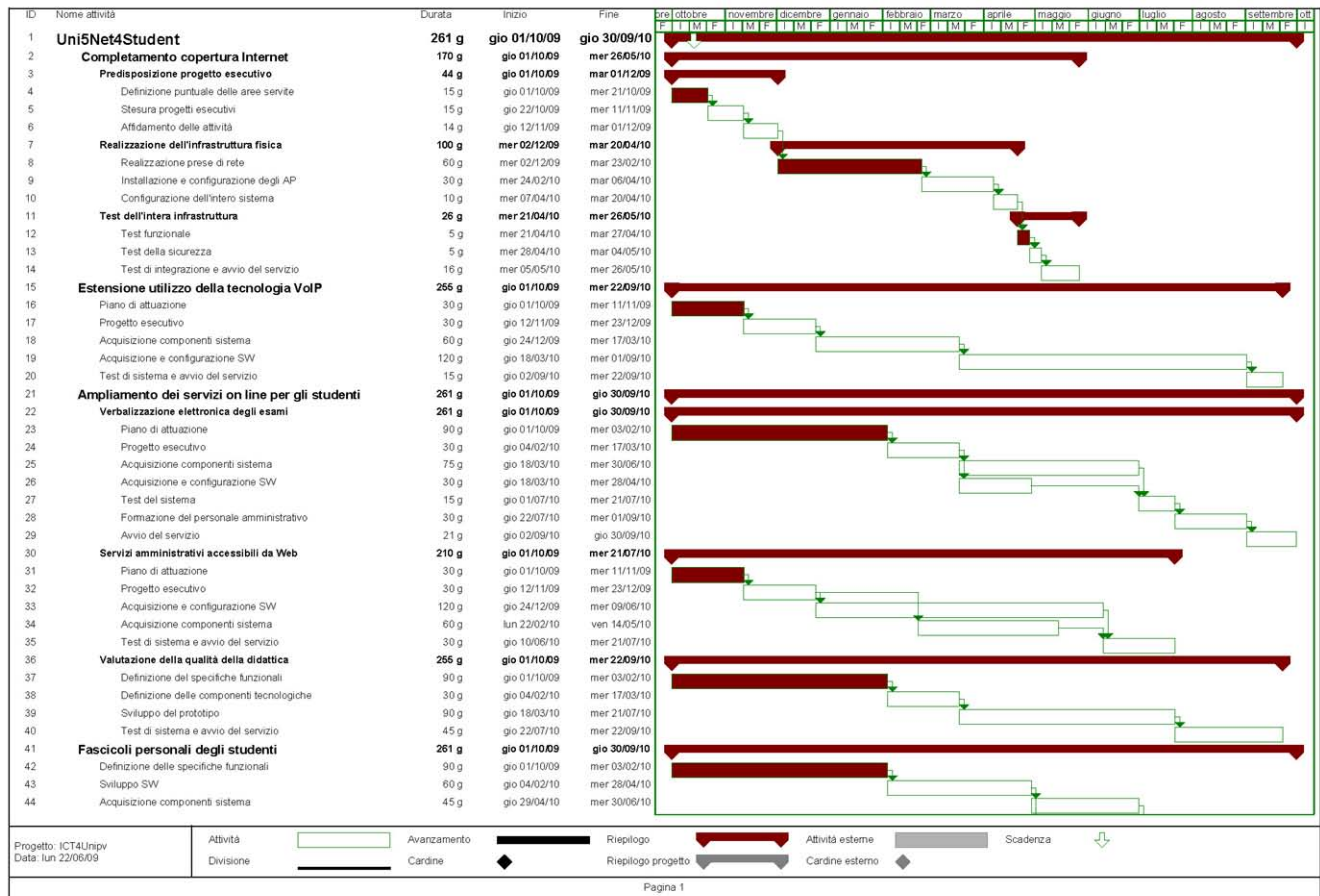 ID Nome attività Durata Inizio Fine bre ottobre novembre dicembre gennaio febbraio marzo aprile maggio giugno luglio agosto settembre ott
F I M F I M F I M F I M F I M F I M F I M F I M F I M F I M F I M F I M F I
1 Uni5Net4Student 261 g gio 01/10/09 gio 30/09/10
2 Completamento copertura Internet 170 g gio 01/10/09 mer 26/05/10
3 Predisposizione progetto esecutivo 44 g gio 01/10/09 mar 01/12/09
4 Definizione puntuale delle aree servite 15 g gio 01/10/09 mer 21/10/09
5 Stesura progetti esecutivi 15 g gio 22/10/09 mer 11/11/09
6 Affidamento delle attività 14 g gio 12/11/09 mar 01/12/09
7 Realizzazione dell'infrastruttura fisica 100 g mer 02/12/09 mar 20/04/10
8 Realizzazione prese di rete 60 g mer 02/12/09 mar 23/02/10
9 Installazione e configurazione degli AP 30 g mer 24/02/10 mar 06/04/10
10 Configurazione dell'intero sistema 10 g mer 07/04/10 mar 20/04/10
11 Test dell'intera infrastruttura 26 g mer 21/04/10 mer 26/05/10
12 Test funzionale 5 g mer 21/04/10 mar 27/04/10
13 Test della sicurezza 5 g mer 28/04/10 mar 04/05/10
14 Test di integrazione e avvio del servizio 16 g mer 05/05/10 mer 26/05/10
15 Estensione utilizzo della tecnologia VoIP 255 g gio 01/10/09 mer 22/09/10
16 Piano di attuazione 30 g gio 01/10/09 mer 11/11/09
17 Progetto esecutivo 30 g gio 12/11/09 mer 23/12/09
18 Acquisizione componenti sistema 60 g gio 24/12/09 mer 17/03/10
19 Acquisizione e configurazione SW 120 g gio 18/03/10 mer 01/09/10
20 Test di sistema e avvio del servizio 15 g gio 02/09/10 mer 22/09/10
21 Ampliamento dei servizi on line per gli studenti 261 g gio 01/10/09 gio 30/09/10
22 Verbalizzazione elettronica degli esami 261 g gio 01/10/09 gio 30/09/10
23 Piano di attuazione 90 g gio 01/10/09 mer 03/02/10
24 Progetto esecutivo 30 g gio 04/02/10 mer 17/03/10
25 Acquisizione componenti sistema 75 g gio 18/03/10 mer 30/06/10
26 Acquisizione e configurazione SW 30 g gio 18/03/10 mer 28/04/10
27 Test del sistema 15 g gio 01/07/10 mer 21/07/10
28 Formazione del personale amministrativo 30 g gio 22/07/10 mer 01/09/10
29 Avvio del servizio 21 g gio 02/09/10 gio 30/09/10
30 Servizi amministrativi accessibili da Web 210 g gio 01/10/09 mer 21/07/10
31 Piano di attuazione 30 g gio 01/10/09 mer 11/11/09
32 Progetto esecutivo 30 g gio 12/11/09 mer 23/12/09
33 Acquisizione e configurazione SW 120 g gio 24/12/09 mer 09/06/10
34 Acquisizione componenti sistema 60 g lun 22/02/10 ven 14/05/10
35 Test di sistema e avvio del servizio 30 g gio 10/06/10 mer 21/07/10
36 Valutazione della qualità della didattica 255 g gio 01/10/09 mer 22/09/10
37 Definizione del specifiche funzionali 90 g gio 01/10/09 mer 03/02/10
38 Definizione delle componenti tecnologiche 30 g gio 04/02/10 mer 17/03/10
39 Sviluppo del prototipo 90 g gio 18/03/10 mer 21/07/10
40 Test di sistema e avvio del servizio 45 g gio 22/07/10 mer 22/09/10
41 Fascicoli personali degli studenti 261 g gio 01/10/09 gio 30/09/10
42 Definizione delle specifiche funzionali 90 g gio 01/10/09 mer 03/02/10
43 Sviluppo SW 60 g gio 04/02/10 mer 28/04/10
44 Acquisizione componenti sistema 45 g gio 29/04/10 mer 30/06/10
Progetto: ICT4Unipv
Data: lun 22/06/09
Attività Avanzamento Riepilogo Attività esterne Scadenza
Divisione Cardine Riepilogo progetto Cardine esterno
Pagina 1